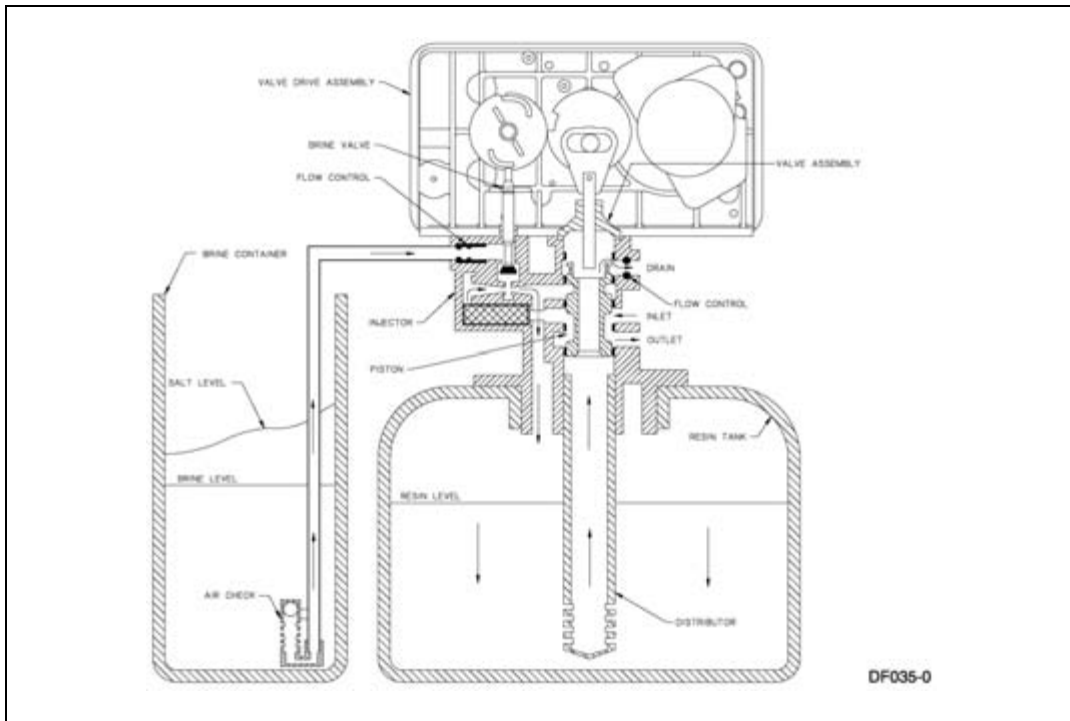 VALVE DRIVE ASSEMBLY
BRINE VALVE
VALVE ASSEMBLY
FLOW CONTROL
BRINE CONTAINER
DRAIN
FLOW CONTROL
INJECTOR
INLET
OUTLET
PISTON
SALT LEVEL
RESIN TANK
BRINE LEVEL
RESIN LEVEL
AIR CHECK
DISTRIBUTOR
DF035-0